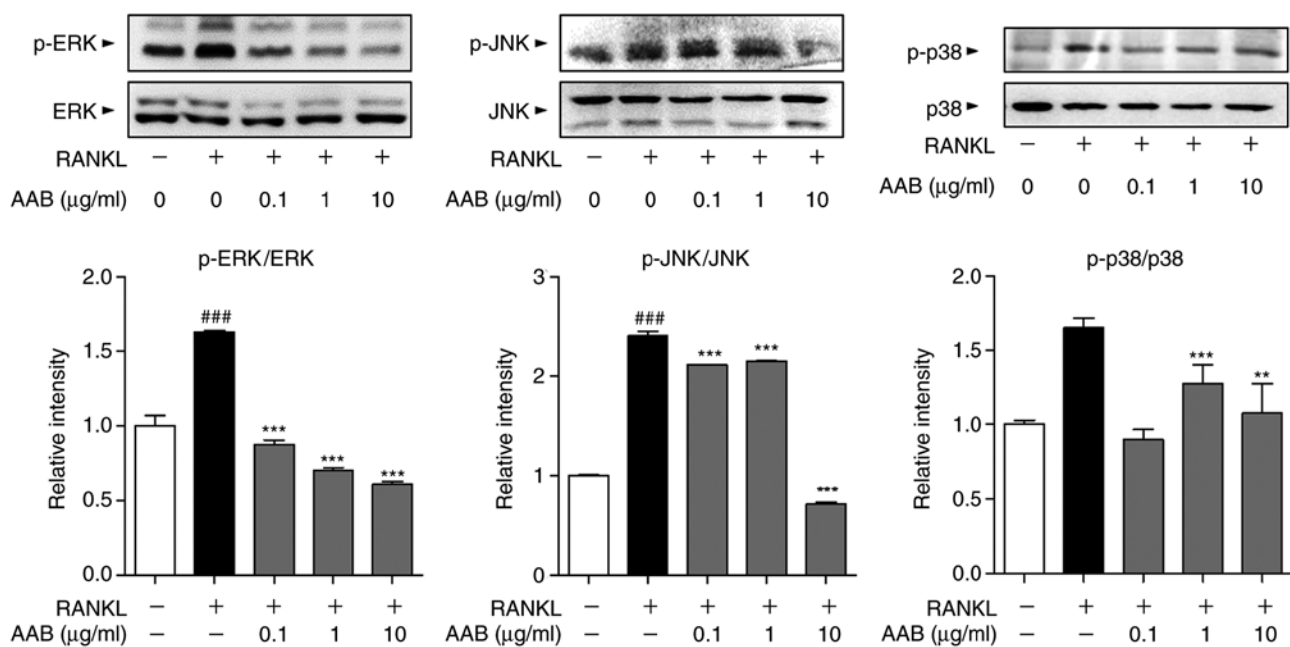 p-ERK ►
ERK ►
RANKL − + + + +
AAB (μg/ml) 0 0 0.1 1 10
p-JNK ►
JNK ►
RANKL − + + + +
AAB (μg/ml) 0 0 0.1 1 10
p-p38 ►
p38 ►
RANKL − + + + +
AAB (μg/ml) 0 0 0.1 1 10
p-ERK/ERK
Relative intensity
2.0
1.5
1.0
0.5
0.0
###
***
***
***
RANKL − + + + +
AAB (μg/ml) − − 0.1 1 10
p-JNK/JNK
Relative intensity
3
2
1
0
###
***
***
***
RANKL − + + + +
AAB (μg/ml) − − 0.1 1 10
p-p38/p38
Relative intensity
2.0
1.5
1.0
0.5
0.0
***
**
RANKL − + + + +
AAB (μg/ml) − − 0.1 1 10